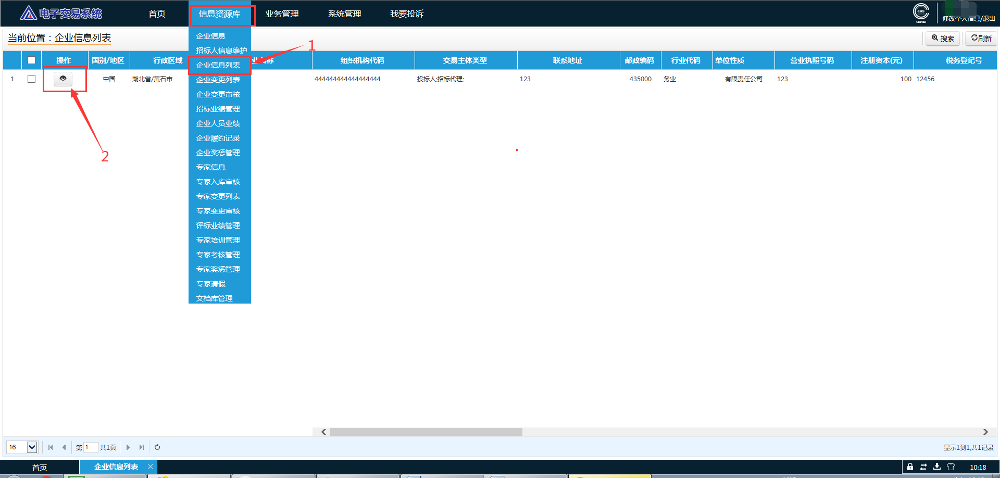 电子交易系统
首页 信息资源库 业务管理 系统管理 我要投诉
EBS
CEPREI
修改个人信息/退出
当前位置：企业信息列表
搜索 刷新
企业信息
招标人信息维护
企业信息列表
企业变更列表
企业变更审核
招标业绩管理
企业人员业绩
企业履约记录
企业奖惩管理
专家信息
专家入库审核
专家变更列表
专家变更审核
评标业绩管理
专家培训管理
专家考核管理
专家奖惩管理
专家请假
文档库管理
1
2
操作 国别/地区 行政区域 业名称 组织机构代码 交易主体类型 联系地址 邮政编码 行业代码 单位性质 营业执照号码 注册资本(元) 税务登记号
1 中国 湖北省/黄石市 444444444444444444 投标人;招标代理; 123 435000 务业 有限责任公司 123 100 12456
16 第 1 共1页 显示1到1,共1记录
首页 企业信息列表 10:18